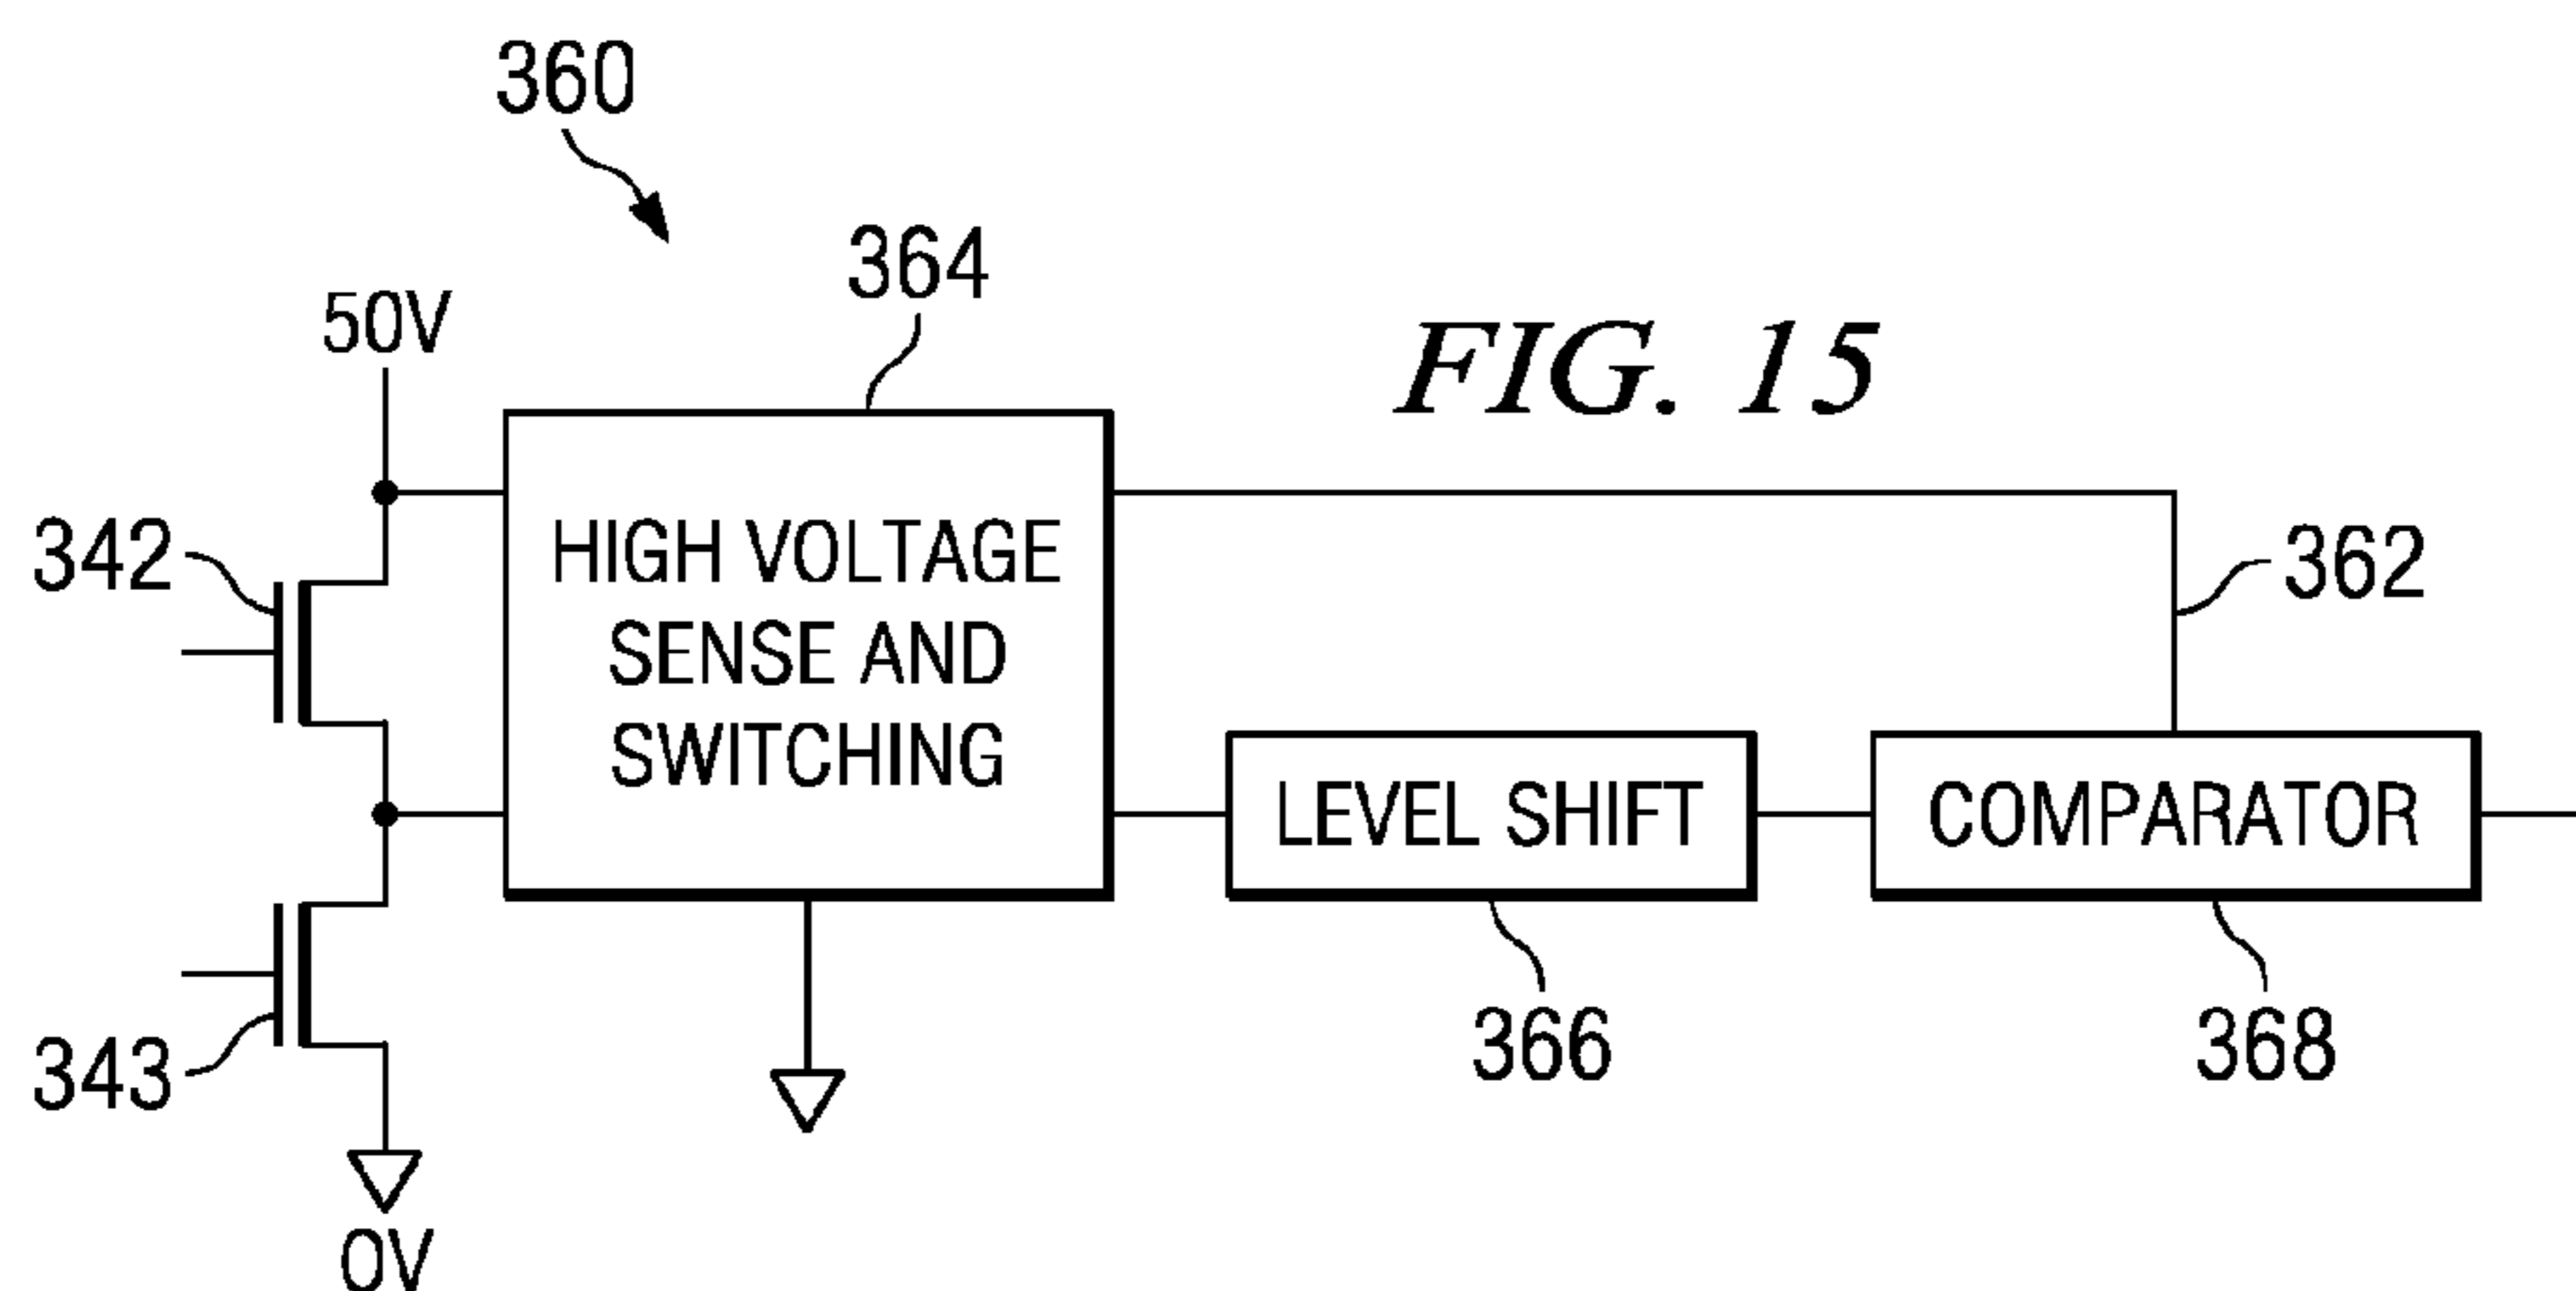 360
364
50V
FIG. 15
342
HIGH VOLTAGE
SENSE AND
SWITCHING
362
LEVEL SHIFT
COMPARATOR
343
366
368
0V